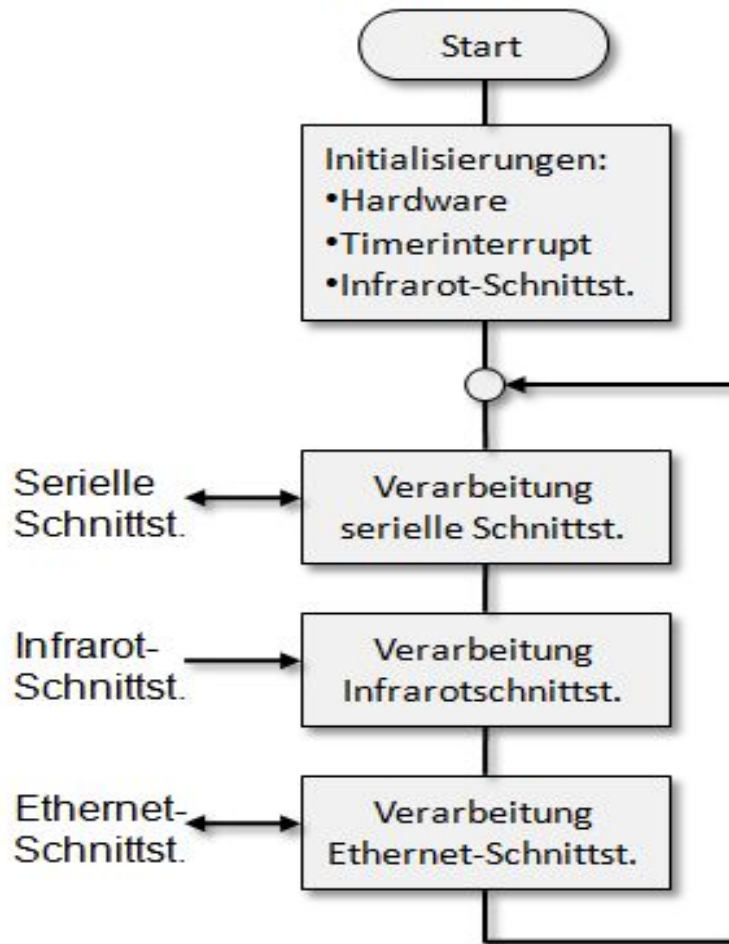 Start
Initialisierungen:
•Hardware
•Timerinterrupt
•Infrarot-Schnittst.
Serielle
Schnittst.
Verarbeitung
serielle Schnittst.
Infrarot-
Schnittst.
Verarbeitung
Infrarotschnittst.
Ethernet-
Schnittst.
Verarbeitung
Ethernet-Schnittst.